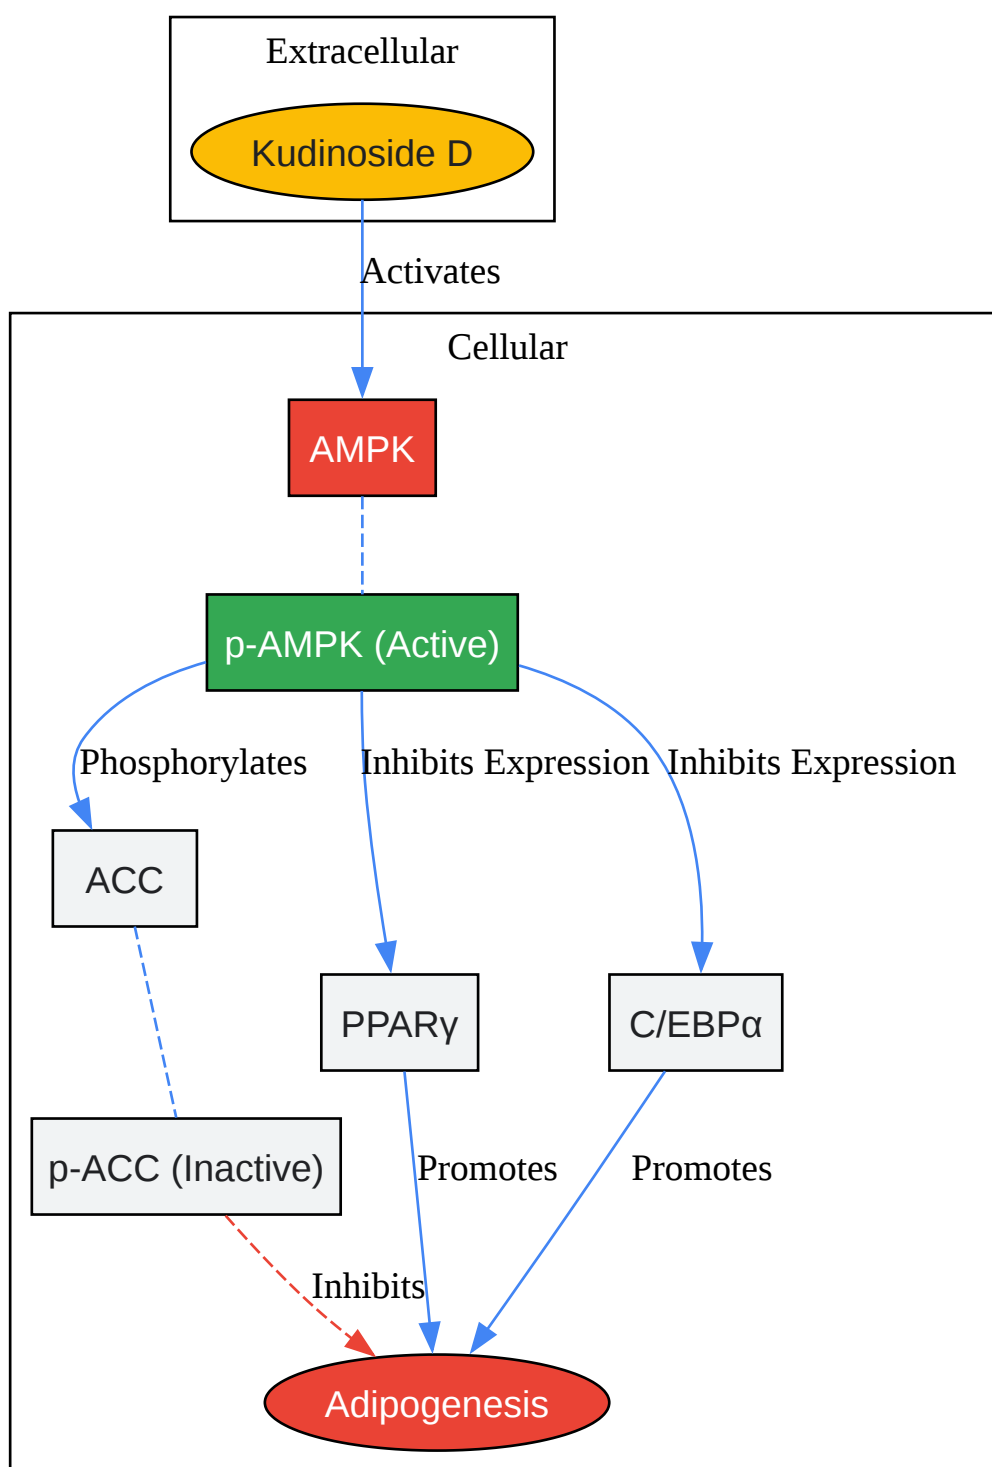 Extracellular
Kudinoside D
Activates
Cellular
AMPK
p-AMPK (Active)
Phosphorylates
Inhibits Expression
Inhibits Expression
ACC
PPARγ
C/EBPα
p-ACC (Inactive)
Promotes
Promotes
Inhibits
Adipogenesis